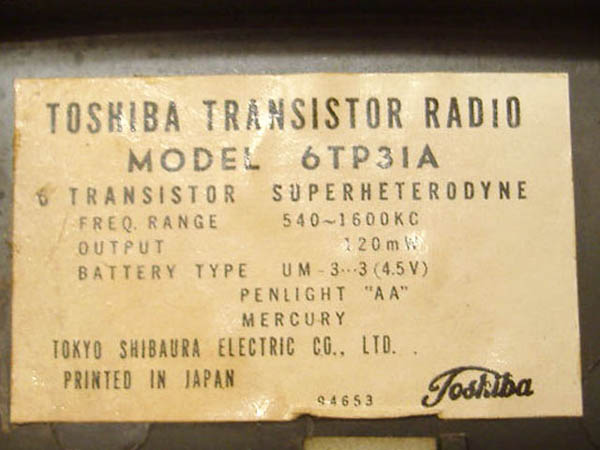 TOSHIBA TRANSISTOR RADIO
MODEL 6TP31A
6 TRANSISTOR SUPERHETERODYNE
FREQ. RANGE 540~1600KC
OUTPUT 120mW
BATTERY TYPE UM-3…3(4.5V)
PENLIGHT "AA"
MERCURY
TOKYO SHIBAURA ELECTRIC CO., LTD.
PRINTED IN JAPAN
94653
Toshiba